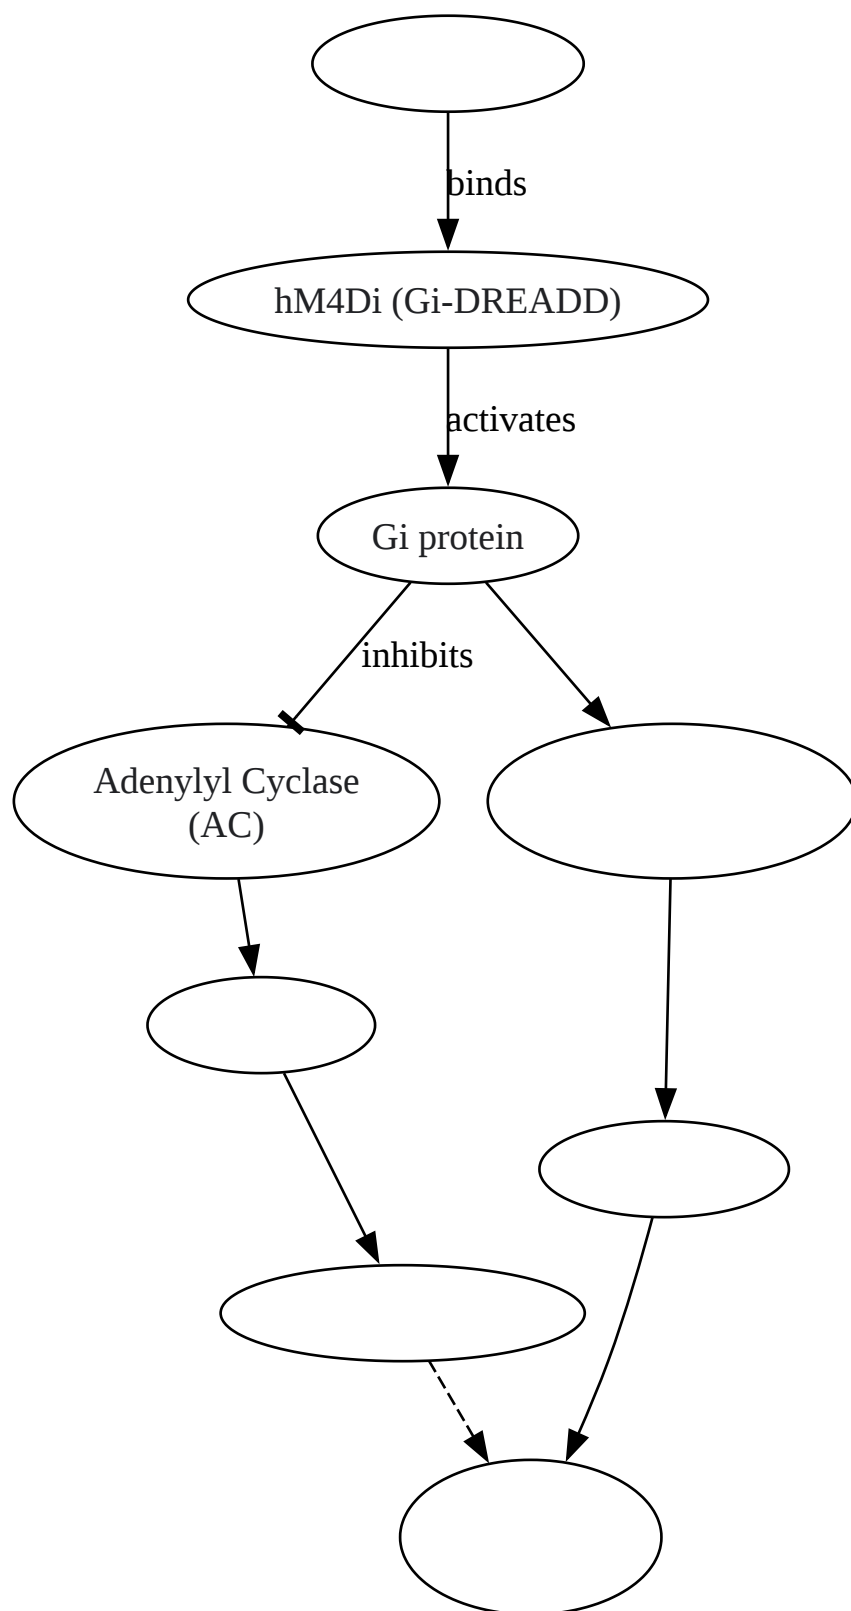 binds
hM4Di (Gi-DREADD)
activates
Gi protein
inhibits
Adenylyl Cyclase
(AC)